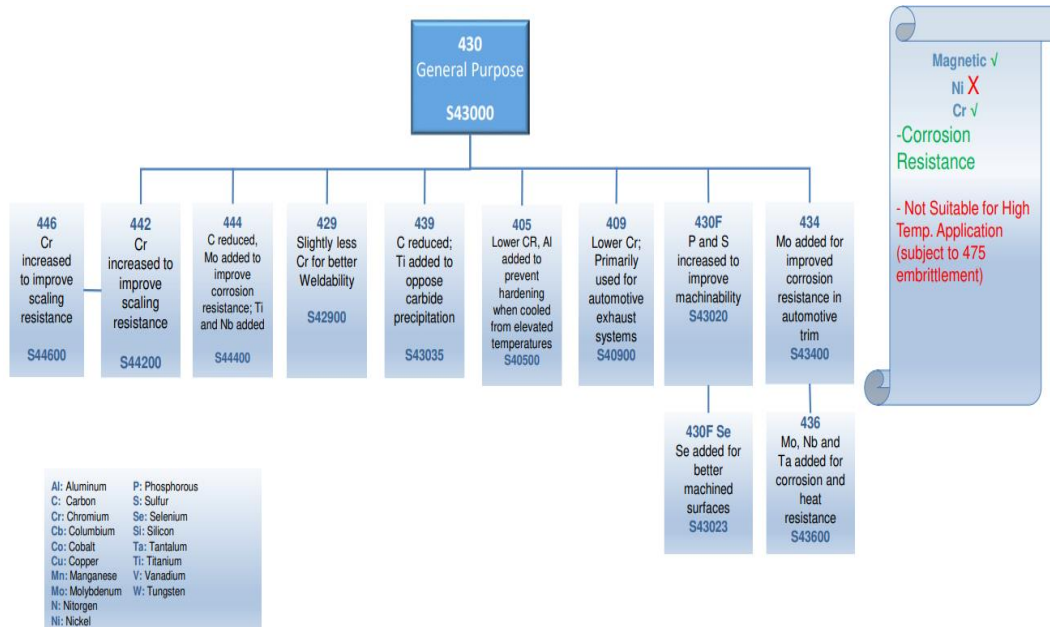 430
General Purpose
S43000
Magnetic √
Ni X
Cr √
-Corrosion
Resistance
- Not Suitable for High
Temp. Application
(subject to 475
embrittlement)
446
Cr
increased
to improve
scaling
resistance
S44600
442
Cr
increased to
improve
scaling
resistance
S44200
444
C reduced,
Mo added to
improve
corrosion
resistance; Ti
and Nb added
S44400
429
Slightly less
Cr for better
Weldability
S42900
439
C reduced;
Ti added to
oppose
carbide
precipitation
S43035
405
Lower CR, Al
added to
prevent
hardening
when cooled
from elevated
temperatures
S40500
409
Lower Cr;
Primarily
used for
automotive
exhaust
systems
S40900
430F
P and S
increased to
improve
machinability
S43020
434
Mo added for
improved
corrosion
resistance in
automotive
trim
S43400
430F Se
Se added for
better
machined
surfaces
S43023
436
Mo, Nb and
Ta added for
corrosion and
heat
resistance
S43600
Al: Aluminum P: Phosphorous
C: Carbon S: Sulfur
Cr: Chromium Se: Selenium
Cb: Columbium Si: Silicon
Co: Cobalt Ta: Tantalum
Cu: Copper Ti: Titanium
Mn: Manganese V: Vanadium
Mo: Molybdenum W: Tungsten
N: Nitorgen
Ni: Nickel